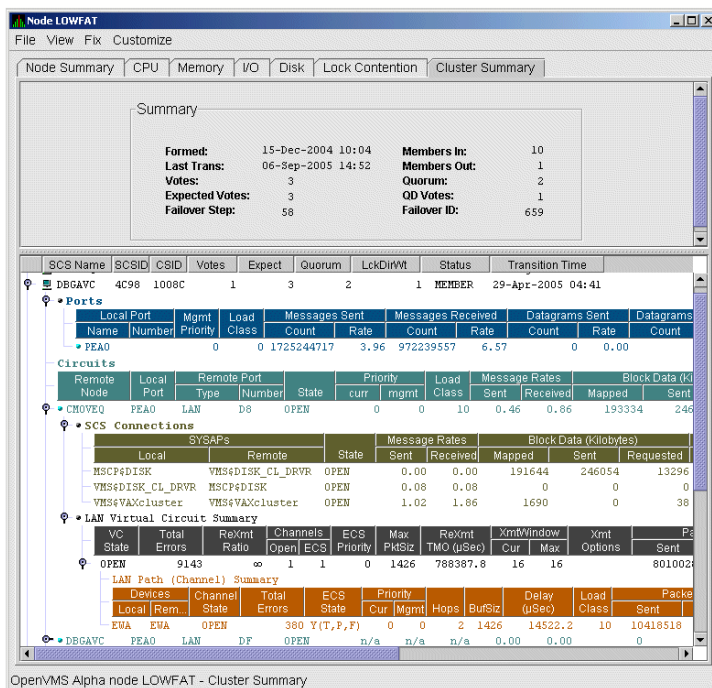 Node LOWFAT
File View Fix Customize
Node Summary CPU Memory I/O Disk Lock Contention Cluster Summary
Summary
Formed: 15-Dec-2004 10:04 Members In: 10
Last Trans: 06-Sep-2005 14:52 Members Out: 1
Votes: 3 Quorum: 2
Expected Votes: 3 QD Votes: 1
Failover Step: 58 Failover ID: 659
SCS Name SCSID CSID Votes Expect Quorum LckDirWt Status Transition Time
DBGAVC 4C98 1008C 1 3 2 1 MEMBER 29-Apr-2005 04:41
Ports
Local Port Mgmt Load Messages Sent Messages Received Datagrams Sent Datagrams
Name Number Priority Class Count Rate Count Rate Count Rate Count
PEA0 0 0 1725244717 3.96 972239557 6.57 0 0.00
Circuits
Remote Local Remote Port Priority Load Message Rates Block Data (Ki
Node Port Type Number State curr mgmt Class Sent Received Mapped Sent
CMOVEQ PEA0 LAN D8 OPEN 0 0 10 0.46 0.86 193334 246
SCS Connections
SYSAPs Message Rates Block Data (Kilobytes)
Local Remote State Sent Received Mapped Sent Requested
MSCP$DISK VMS$DISK_CL_DRVR OPEN 0.00 0.00 191644 246054 13296
VMS$DISK_CL_DRVR MSCP$DISK OPEN 0.08 0.08 0 0 0
VMS$VAXcluster VMS$VAXcluster OPEN 1.02 1.86 1690 0 38
LAN Virtual Circuit Summary
VC Total ReXmt Channels ECS Max ReXmt XmtWindow Xmt Pa
State Errors Ratio Open ECS Priority PktSiz TMO (µSec) Cur Max Options Sent
OPEN 9143 ∞ 1 1 0 1426 788387.8 16 16 801002
LAN Path (Channel) Summary
Devices Channel Total ECS Priority Delay Load Packe
Local Rem... State Errors State Cur Mgmt Hops BufSiz (µSec) Class Sent
EWA EWA OPEN 380 Y(T,P,F) 0 0 2 1426 14522.2 10 10418518
DBGAVC PEA0 LAN DF OPEN n/a n/a n/a 0.00 0.00 0
OpenVMS Alpha node LOWFAT - Cluster Summary